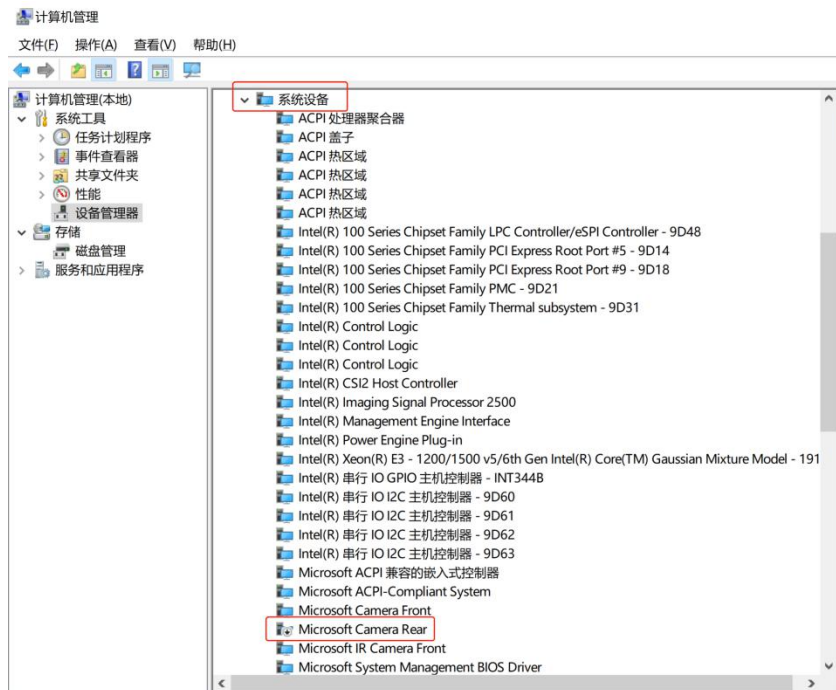 计算机管理
文件(F) 操作(A) 查看(V) 帮助(H)
计算机管理(本地)
系统工具
任务计划程序
事件查看器
共享文件夹
性能
设备管理器
存储
磁盘管理
服务和应用程序
系统设备
ACPI 处理器聚合器
ACPI 盖子
ACPI 热区域
ACPI 热区域
ACPI 热区域
ACPI 热区域
Intel(R) 100 Series Chipset Family LPC Controller/eSPI Controller - 9D48
Intel(R) 100 Series Chipset Family PCI Express Root Port #5 - 9D14
Intel(R) 100 Series Chipset Family PCI Express Root Port #9 - 9D18
Intel(R) 100 Series Chipset Family PMC - 9D21
Intel(R) 100 Series Chipset Family Thermal subsystem - 9D31
Intel(R) Control Logic
Intel(R) Control Logic
Intel(R) Control Logic
Intel(R) CSI2 Host Controller
Intel(R) Imaging Signal Processor 2500
Intel(R) Management Engine Interface
Intel(R) Power Engine Plug-in
Intel(R) Xeon(R) E3 - 1200/1500 v5/6th Gen Intel(R) Core(TM) Gaussian Mixture Model - 191
Intel(R) 串行 IO GPIO 主机控制器 - INT344B
Intel(R) 串行 IO I2C 主机控制器 - 9D60
Intel(R) 串行 IO I2C 主机控制器 - 9D61
Intel(R) 串行 IO I2C 主机控制器 - 9D62
Intel(R) 串行 IO I2C 主机控制器 - 9D63
Microsoft ACPI 兼容的嵌入式控制器
Microsoft ACPI-Compliant System
Microsoft Camera Front
Microsoft Camera Rear
Microsoft IR Camera Front
Microsoft System Management BIOS Driver